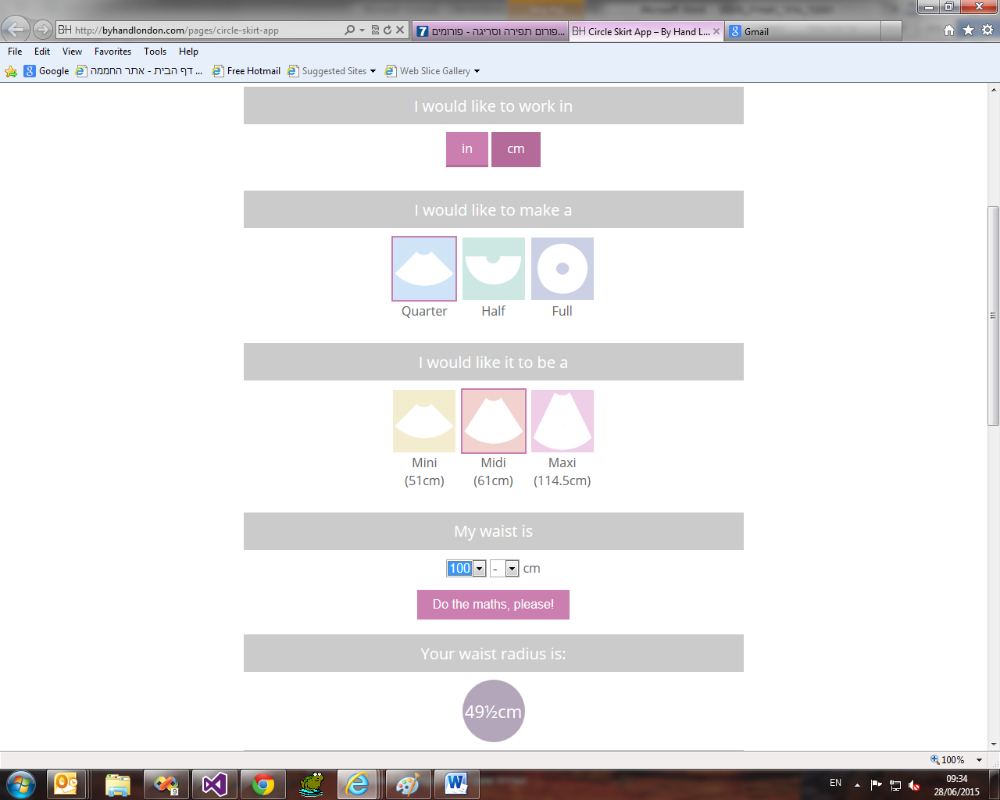 BH http://byhandlondon.com/pages/circle-skirt-app
7 פורום תפירה וסריגה - פורומים...
BH Circle Skirt App – By Hand L...
Gmail
File Edit View Favorites Tools Help
Google
דף הבית - אתר החממה ...
Free Hotmail
Suggested Sites
Web Slice Gallery
I would like to work in
in cm
I would like to make a
Quarter Half Full
I would like it to be a
Mini Midi Maxi
(51cm) (61cm) (114.5cm)
My waist is
100 - cm
Do the maths, please!
Your waist radius is:
49½cm
100%
EN 09:34
28/06/2015